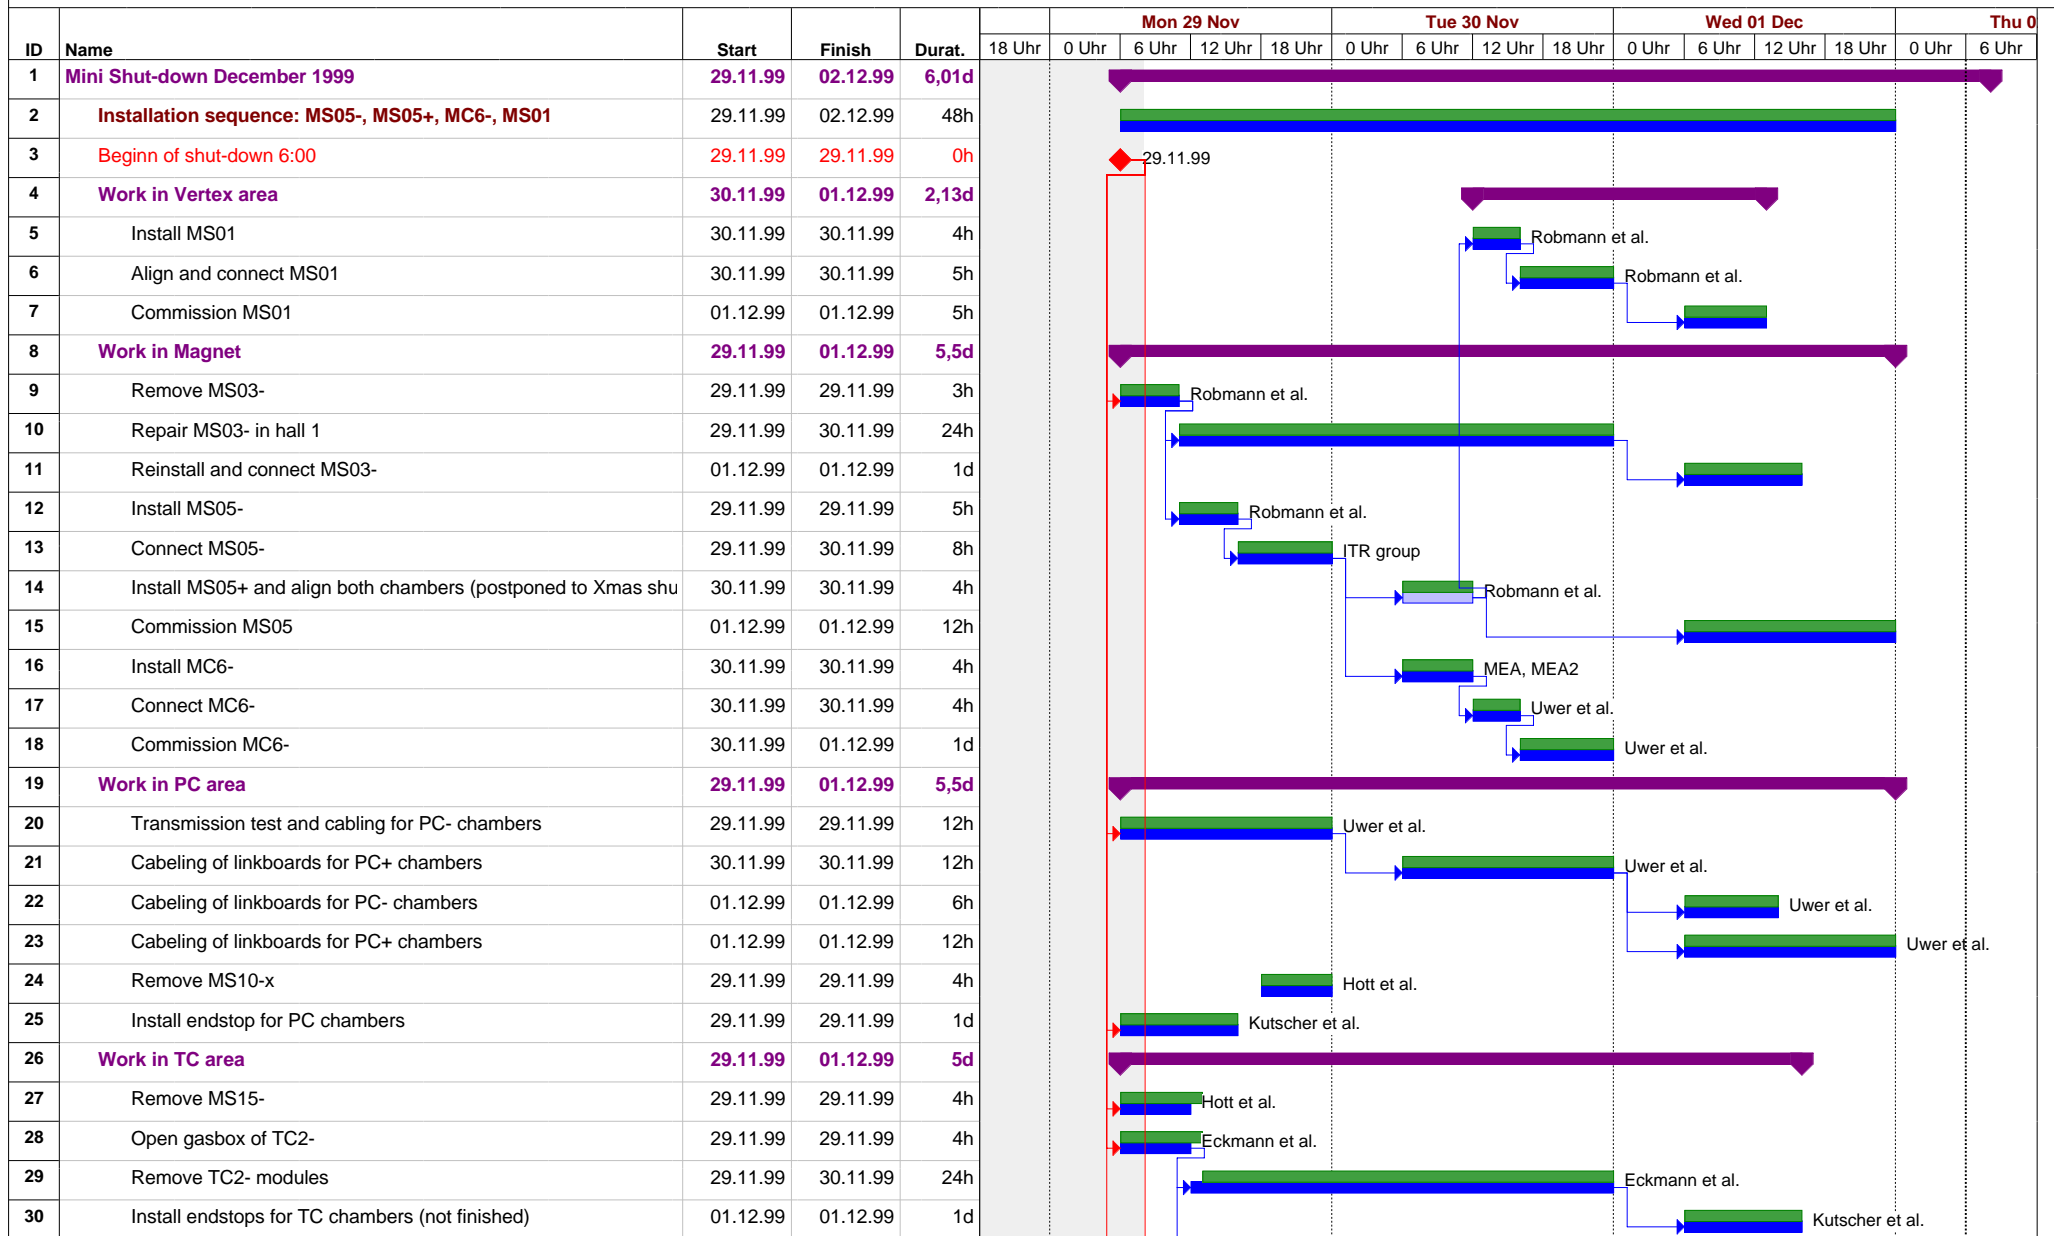 Mon 29 Nov Tue 30 Nov Wed 01 Dec Thu 0
ID Name Start Finish Durat. 18 Uhr 0 Uhr 6 Uhr 12 Uhr 18 Uhr 0 Uhr 6 Uhr 12 Uhr 18 Uhr 0 Uhr 6 Uhr 12 Uhr 18 Uhr 0 Uhr 6 Uhr
1 Mini Shut-down December 1999 29.11.99 02.12.99 6,01d
2 Installation sequence: MS05-, MS05+, MC6-, MS01 29.11.99 02.12.99 48h
3 Beginn of shut-down 6:00 29.11.99 29.11.99 0h 29.11.99
4 Work in Vertex area 30.11.99 01.12.99 2,13d
5 Install MS01 30.11.99 30.11.99 4h Robmann et al.
6 Align and connect MS01 30.11.99 30.11.99 5h Robmann et al.
7 Commission MS01 01.12.99 01.12.99 5h
8 Work in Magnet 29.11.99 01.12.99 5,5d
9 Remove MS03- 29.11.99 29.11.99 3h Robmann et al.
10 Repair MS03- in hall 1 29.11.99 30.11.99 24h
11 Reinstall and connect MS03- 01.12.99 01.12.99 1d
12 Install MS05- 29.11.99 29.11.99 5h Robmann et al.
13 Connect MS05- 29.11.99 30.11.99 8h ITR group
14 Install MS05+ and align both chambers (postponed to Xmas shu 30.11.99 30.11.99 4h Robmann et al.
15 Commission MS05 01.12.99 01.12.99 12h
16 Install MC6- 30.11.99 30.11.99 4h MEA, MEA2
17 Connect MC6- 30.11.99 30.11.99 4h Uwer et al.
18 Commission MC6- 30.11.99 01.12.99 1d Uwer et al.
19 Work in PC area 29.11.99 01.12.99 5,5d
20 Transmission test and cabling for PC- chambers 29.11.99 29.11.99 12h Uwer et al.
21 Cabeling of linkboards for PC+ chambers 30.11.99 30.11.99 12h Uwer et al.
22 Cabeling of linkboards for PC- chambers 01.12.99 01.12.99 6h Uwer et al.
23 Cabeling of linkboards for PC+ chambers 01.12.99 01.12.99 12h Uwer et al.
24 Remove MS10-x 29.11.99 29.11.99 4h Hott et al.
25 Install endstop for PC chambers 29.11.99 29.11.99 1d Kutscher et al.
26 Work in TC area 29.11.99 01.12.99 5d
27 Remove MS15- 29.11.99 29.11.99 4h Hott et al.
28 Open gasbox of TC2- 29.11.99 29.11.99 4h Eckmann et al.
29 Remove TC2- modules 29.11.99 30.11.99 24h Eckmann et al.
30 Install endstops for TC chambers (not finished) 01.12.99 01.12.99 1d Kutscher et al.